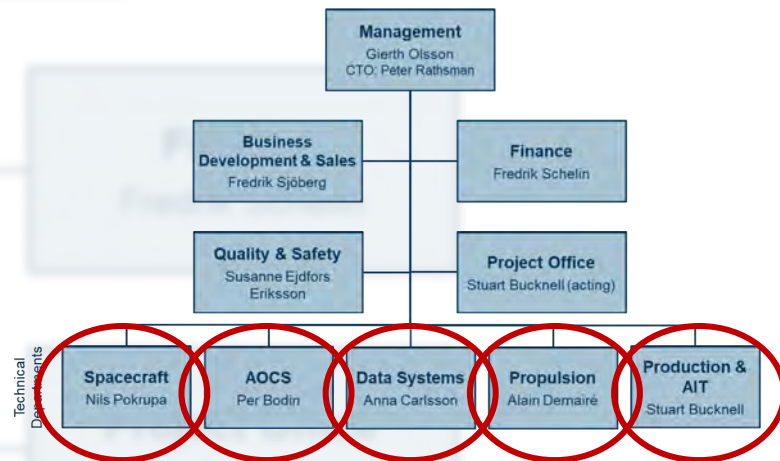 Management
Gierth Olsson
CTO: Peter Rathsman
Business
Development & Sales
Fredrik Sjöberg
Finance
Fredrik Schelin
Quality & Safety
Susanne Ejdfors
Eriksson
Project Office
Stuart Bucknell (acting)
Technical
Departments
Spacecraft
Nils Pokrupa
AOCS
Per Bodin
Data Systems
Anna Carlsson
Propulsion
Alain Demairé
Production &
AIT
Stuart Bucknell